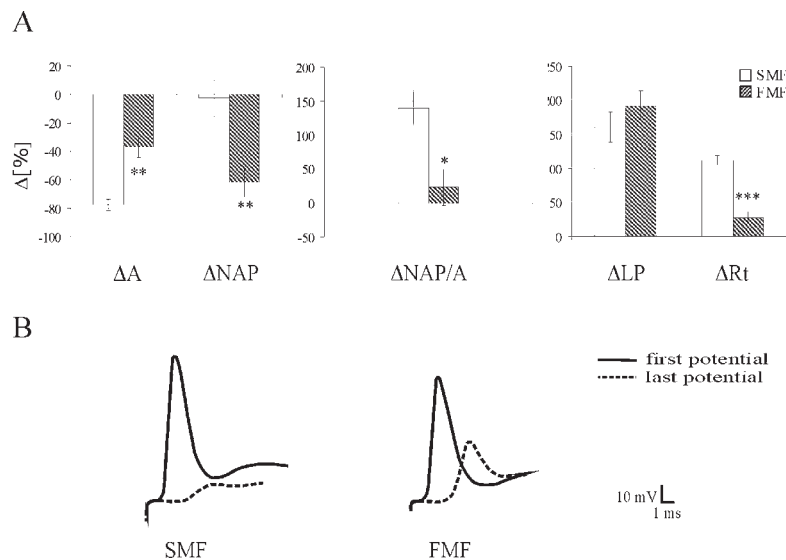 A
20
0
-20
-40
-60
-80
-100
Δ[%]
**
**
ΔA
ΔNAP
200
150
100
50
0
-50
*
ΔNAP/A
50
200
50
00
50
0
***
ΔLP
ΔRt
SMF
FMF
B
first potential
last potential
SMF
FMF
10 mV
1 ms